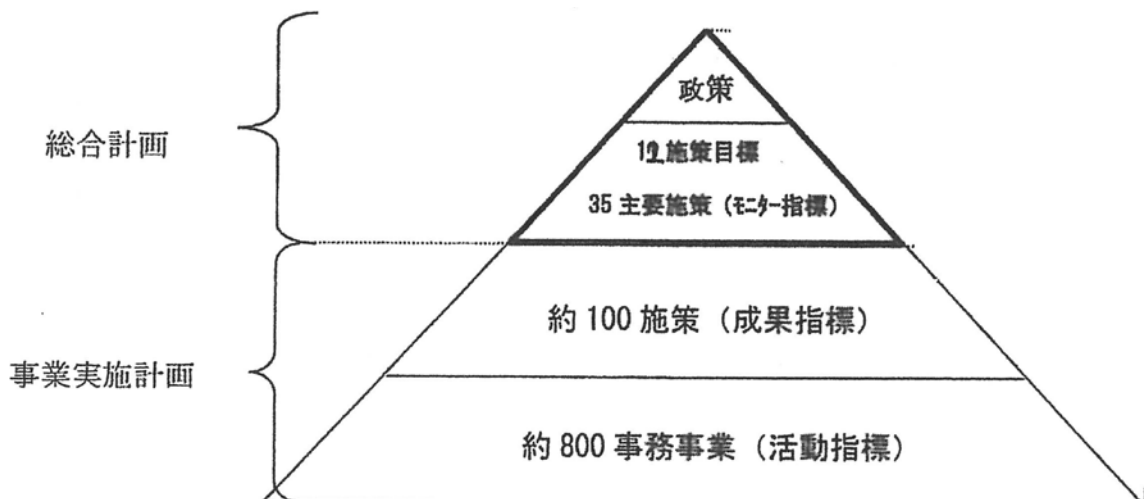 政策
総合計画
12施策目標
35 主要施策（モニター指標）
約 100 施策（成果指標）
事業実施計画
約 800 事務事業（活動指標）